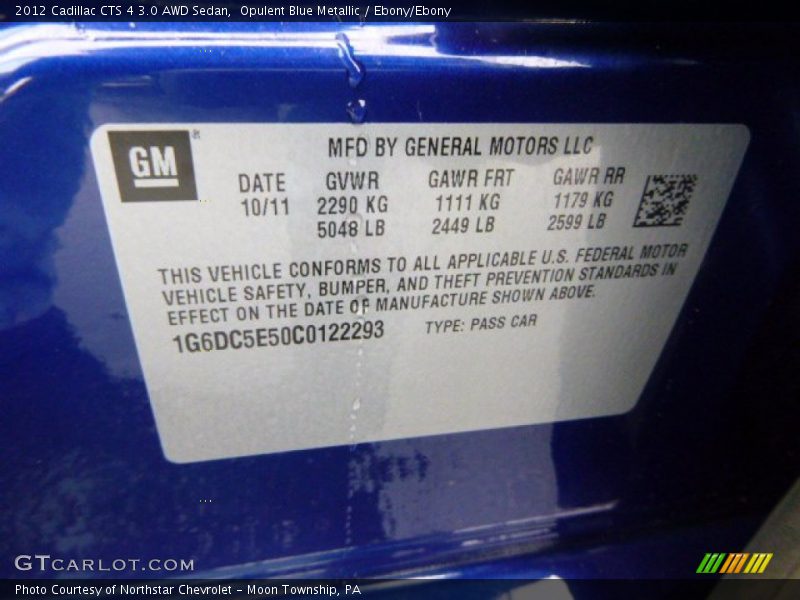 2012 Cadillac CTS 4 3.0 AWD Sedan,  Opulent Blue Metallic / Ebony/Ebony
GM
MFD BY GENERAL MOTORS LLC
DATE GVWR GAWR FRT GAWR RR
10/11 2290 KG 1111 KG 1179 KG
5048 LB 2449 LB 2599 LB
THIS VEHICLE CONFORMS TO ALL APPLICABLE U.S. FEDERAL MOTOR
VEHICLE SAFETY, BUMPER, AND THEFT PREVENTION STANDARDS IN
EFFECT ON THE DATE OF MANUFACTURE SHOWN ABOVE.
1G6DC5E50C0122293 TYPE: PASS CAR
GTCARLOT.COM
Photo Courtesy of Northstar Chevrolet - Moon Township, PA